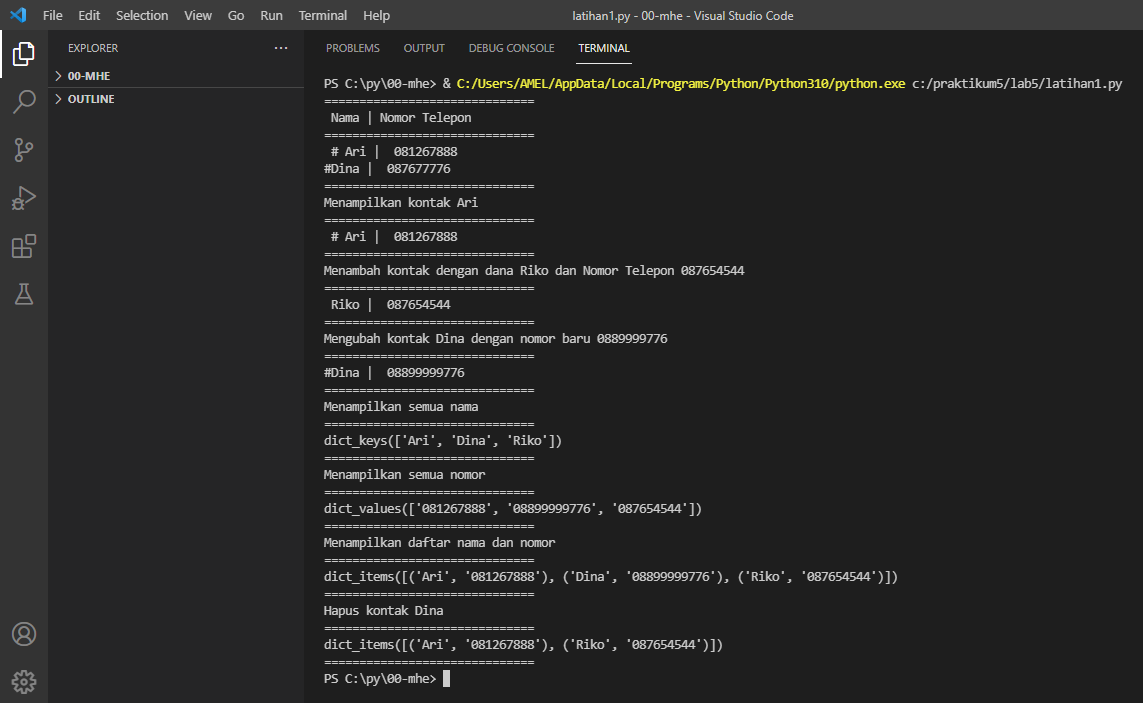 File Edit Selection View Go Run Terminal Help latihan1.py - 00-mhe - Visual Studio Code
EXPLORER ···
00-MHE
OUTLINE
PROBLEMS OUTPUT DEBUG CONSOLE TERMINAL
PS C:\py\00-mhe> & C:/Users/AMEL/AppData/Local/Programs/Python/Python310/python.exe c:/praktikum5/lab5/latihan1.py
==============================
Nama | Nomor Telepon
==============================
# Ari |  081267888
#Dina |  087677776
==============================
Menampilkan kontak Ari
==============================
# Ari |  081267888
==============================
Menambah kontak dengan dana Riko dan Nomor Telepon 087654544
==============================
Riko |  087654544
==============================
Mengubah kontak Dina dengan nomor baru 0889999776
==============================
#Dina |  08899999776
==============================
Menampilkan semua nama
==============================
dict_keys(['Ari', 'Dina', 'Riko'])
==============================
Menampilkan semua nomor
==============================
dict_values(['081267888', '08899999776', '087654544'])
==============================
Menampilkan daftar nama dan nomor
==============================
dict_items([('Ari', '081267888'), ('Dina', '08899999776'), ('Riko', '087654544')])
==============================
Hapus kontak Dina
==============================
dict_items([('Ari', '081267888'), ('Riko', '087654544')])
==============================
PS C:\py\00-mhe>